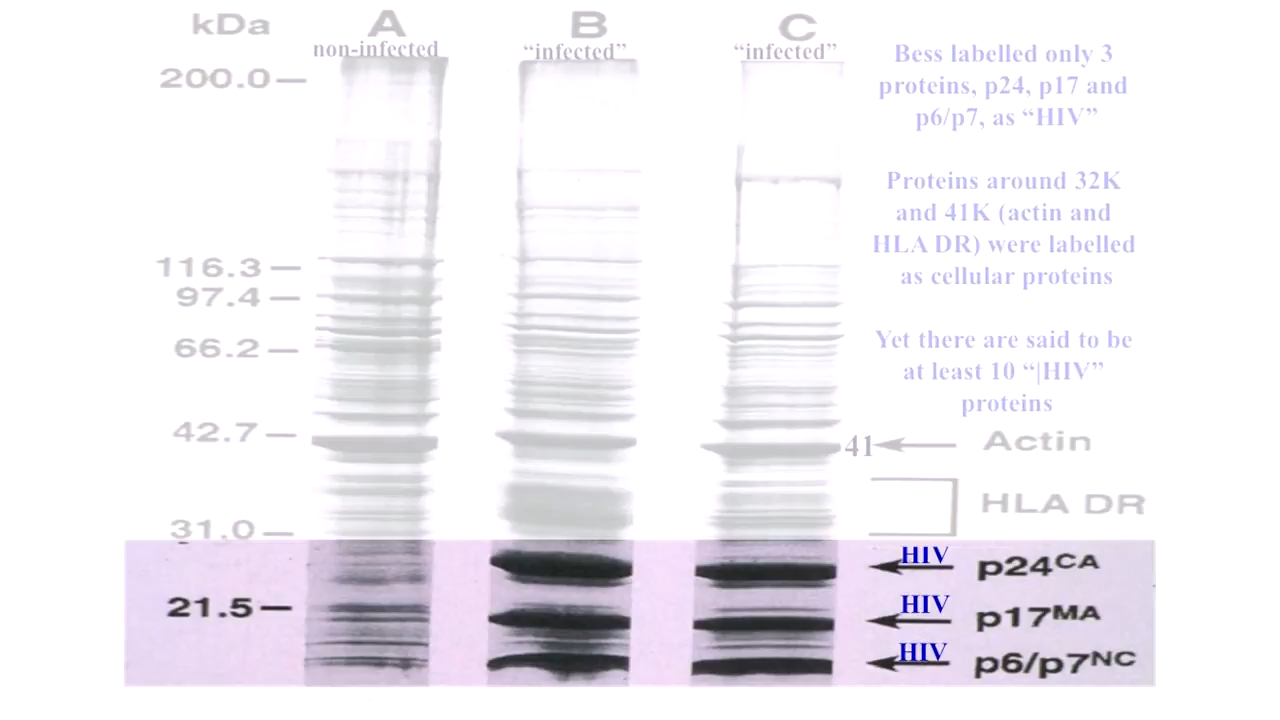 kDa
A
B
C
non-infected
“infected”
“infected”
200.0
116.3
97.4
66.2
42.7
31.0
21.5
Bess labelled only 3
proteins, p24, p17 and
p6/p7, as “HIV”
Proteins around 32K
and 41K (actin and
HLA DR) were labelled
as cellular proteins
Yet there are said to be
at least 10 “|HIV”
proteins
41
Actin
HLA DR
HIV
p24CA
HIV
p17MA
HIV
p6/p7NC